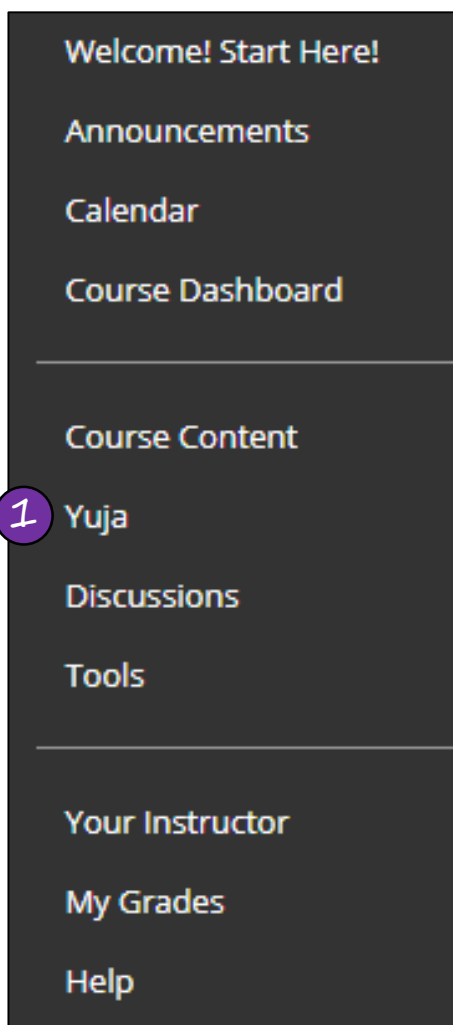 Welcome! Start Here!
Announcements
Calendar
Course Dashboard
Course Content
1 Yuja
Discussions
Tools
Your Instructor
My Grades
Help